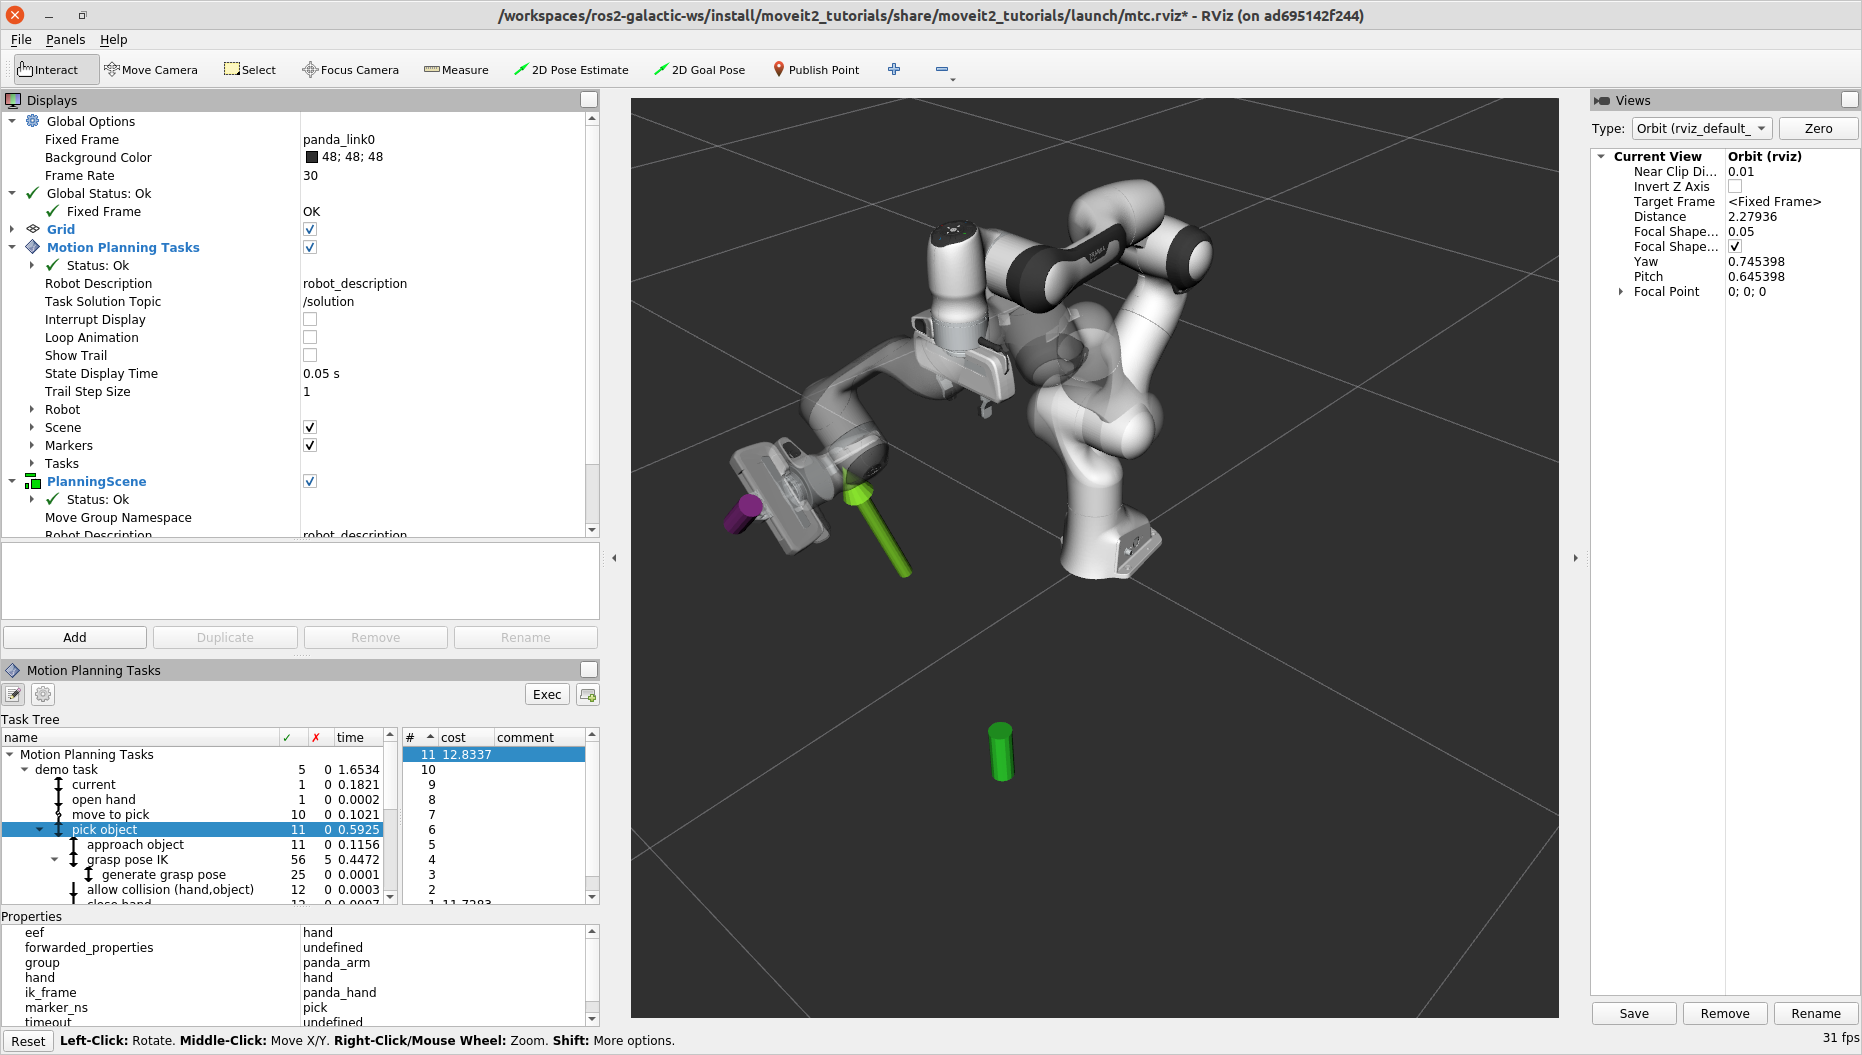 /workspaces/ros2-galactic-ws/install/moveit2_tutorials/share/moveit2_tutorials/launch/mtc.rviz* - RViz (on ad695142f244)
File Panels Help
Interact Move Camera Select Focus Camera Measure 2D Pose Estimate 2D Goal Pose Publish Point
Displays
Global Options
Fixed Frame panda_link0
Background Color 48; 48; 48
Frame Rate 30
Global Status: Ok
Fixed Frame OK
Grid
Motion Planning Tasks
Status: Ok
Robot Description robot_description
Task Solution Topic /solution
Interrupt Display
Loop Animation
Show Trail
State Display Time 0.05 s
Trail Step Size 1
Robot
Scene
Markers
Tasks
PlanningScene
Status: Ok
Move Group Namespace
Robot Description robot_description
Add Duplicate Remove Rename
Motion Planning Tasks
Exec
Task Tree
name ✓ ✗ time
Motion Planning Tasks
demo task 5 0 1.6534
current 1 0 0.1821
open hand 1 0 0.0002
move to pick 10 0 0.1021
pick object 11 0 0.5925
approach object 11 0 0.1156
grasp pose IK 56 5 0.4472
generate grasp pose 25 0 0.0001
allow collision (hand,object) 12 0 0.0003
close hand 12 0 0.0007
# cost comment
11 12.8337
10
9
8
7
6
5
4
3
2
1 11.7283
Properties
eef hand
forwarded_properties undefined
group panda_arm
hand hand
ik_frame panda_hand
marker_ns pick
timeout undefined
Reset Left-Click: Rotate. Middle-Click: Move X/Y. Right-Click/Mouse Wheel: Zoom. Shift: More options.
Views
Type: Orbit (rviz_default_ Zero
Current View Orbit (rviz)
Near Clip Di... 0.01
Invert Z Axis
Target Frame <Fixed Frame>
Distance 2.27936
Focal Shape... 0.05
Focal Shape...
Yaw 0.745398
Pitch 0.645398
Focal Point 0; 0; 0
Save Remove Rename
31 fps